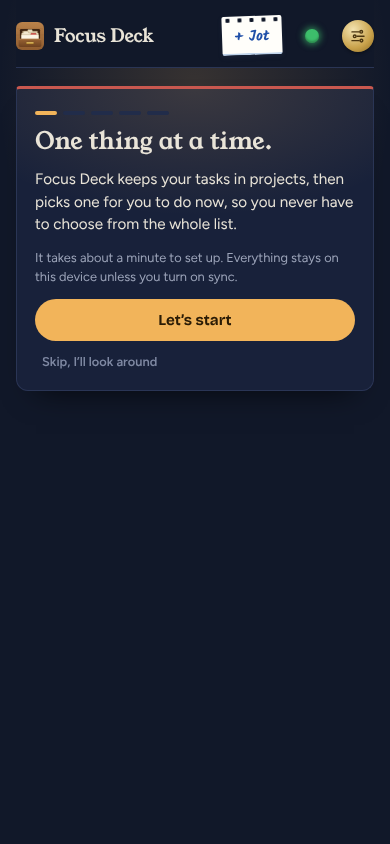 Focus Deck
+ Jot
One thing at a time.
Focus Deck keeps your tasks in projects, then
picks one for you to do now, so you never have
to choose from the whole list.
It takes about a minute to set up. Everything stays on
this device unless you turn on sync.
Let’s start
Skip, I’ll look around